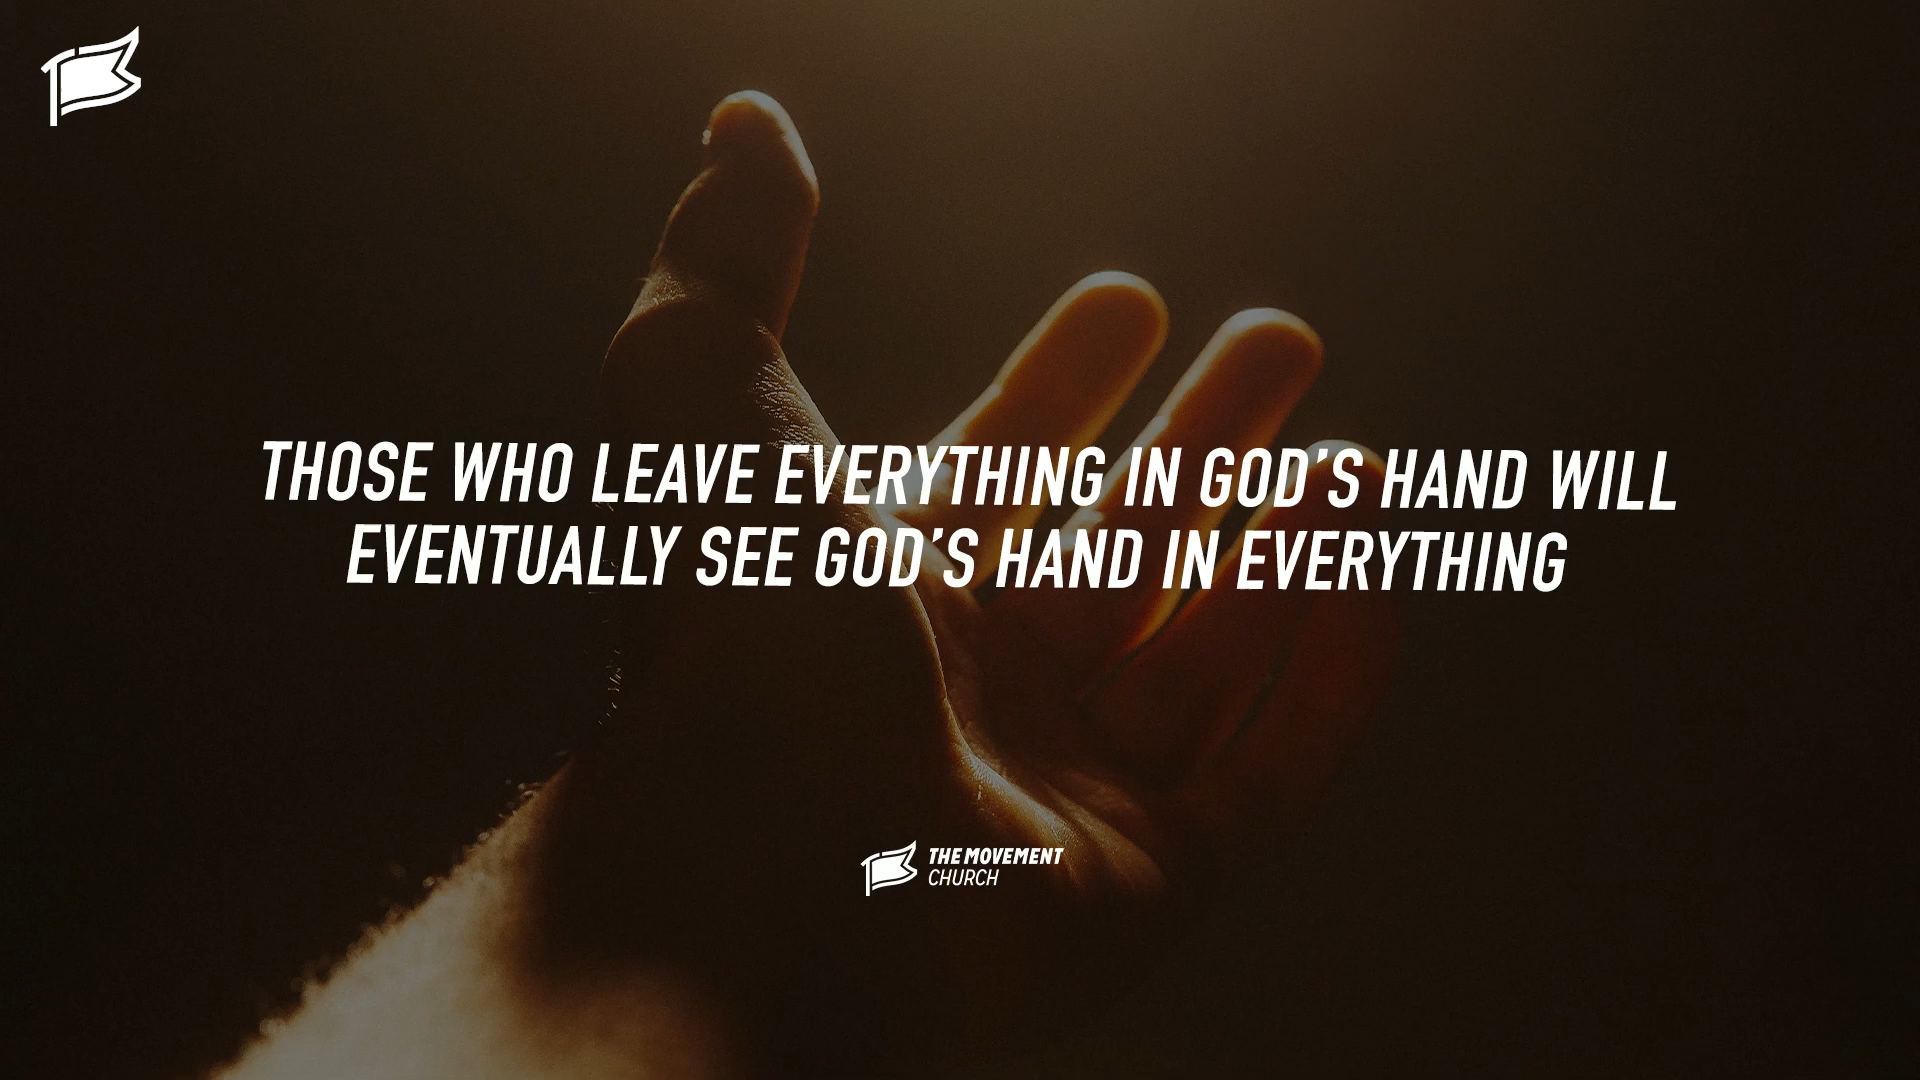 THOSE WHO LEAVE EVERYTHING IN GOD'S HAND WILL
EVENTUALLY SEE GOD'S HAND IN EVERYTHING
THE MOVEMENT
CHURCH